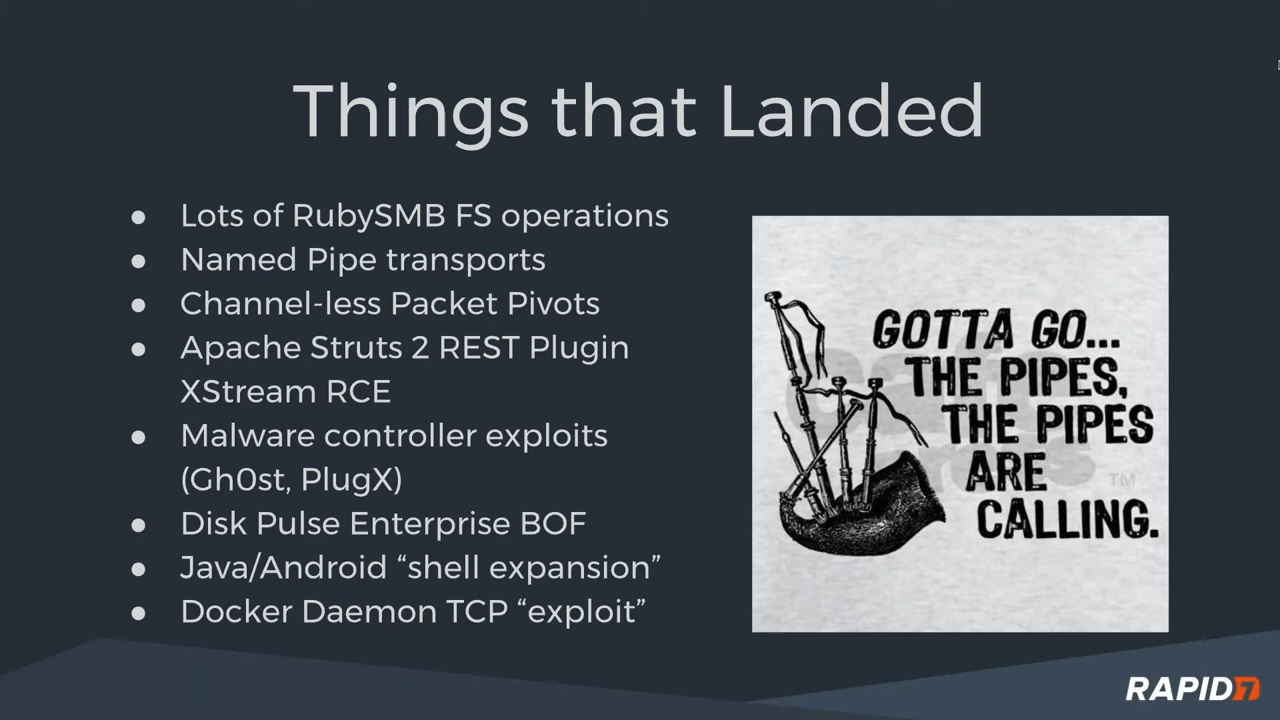 Things that Landed
● Lots of RubySMB FS operations
● Named Pipe transports
● Channel-less Packet Pivots
● Apache Struts 2 REST Plugin
XStream RCE
● Malware controller exploits
(Gh0st, PlugX)
● Disk Pulse Enterprise BOF
● Java/Android “shell expansion”
● Docker Daemon TCP “exploit”
GOTTA GO...
THE PIPES,
THE PIPES
ARE
CALLING.
TM
RAPID7